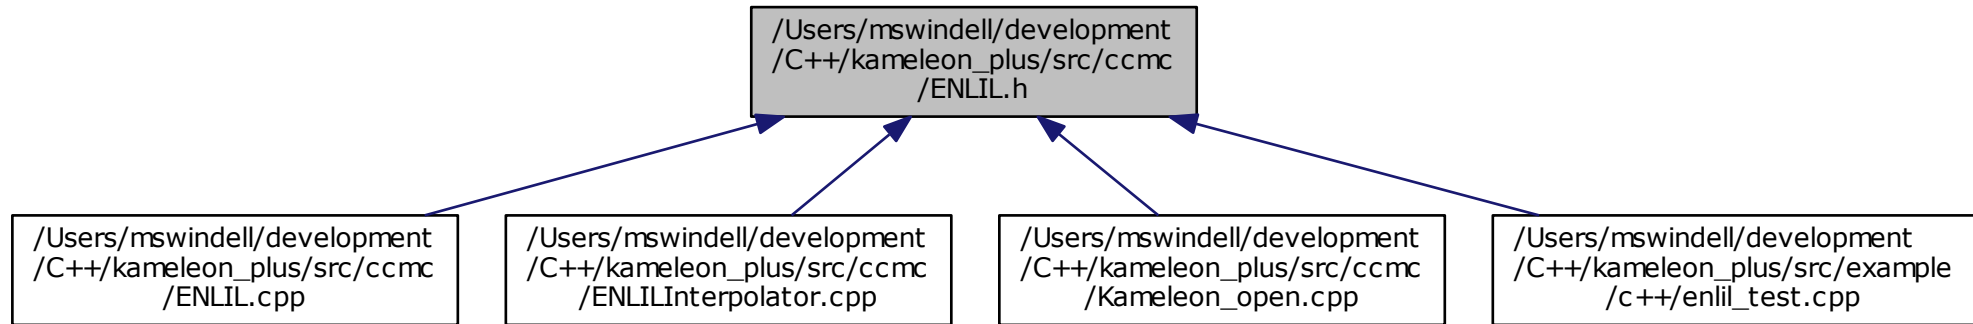 /Users/mswindell/development
/C++/kameleon_plus/src/ccmc
/ENLIL.h
/Users/mswindell/development
/C++/kameleon_plus/src/ccmc
/ENLIL.cpp
/Users/mswindell/development
/C++/kameleon_plus/src/ccmc
/ENLILInterpolator.cpp
/Users/mswindell/development
/C++/kameleon_plus/src/ccmc
/Kameleon_open.cpp
/Users/mswindell/development
/C++/kameleon_plus/src/example
/c++/enlil_test.cpp